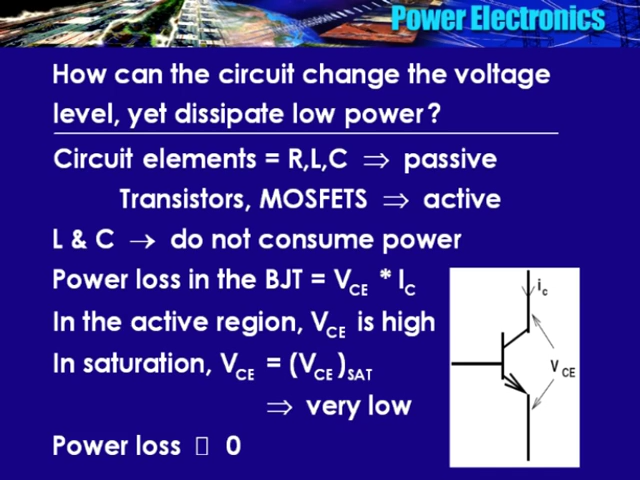 Power Electronics
How can the circuit change the voltage
level, yet dissipate low power?
Circuit elements = R,L,C ⇒ passive
Transistors, MOSFETS ⇒ active
L & C → do not consume power
Power loss in the BJT = VCE * IC
In the active region, VCE is high
In saturation, VCE = (VCE)SAT
⇒ very low
Power loss ▯ 0
ic
VCE